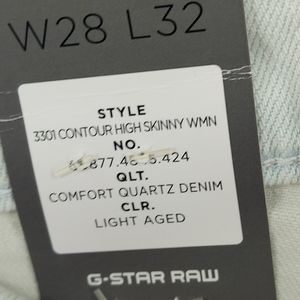 W28 L32
STYLE
3301 CONTOUR HIGH SKINNY WMN
NO.
QLT.
COMFORT QUARTZ DENIM
CLR.
LIGHT AGED
G-STAR RAW